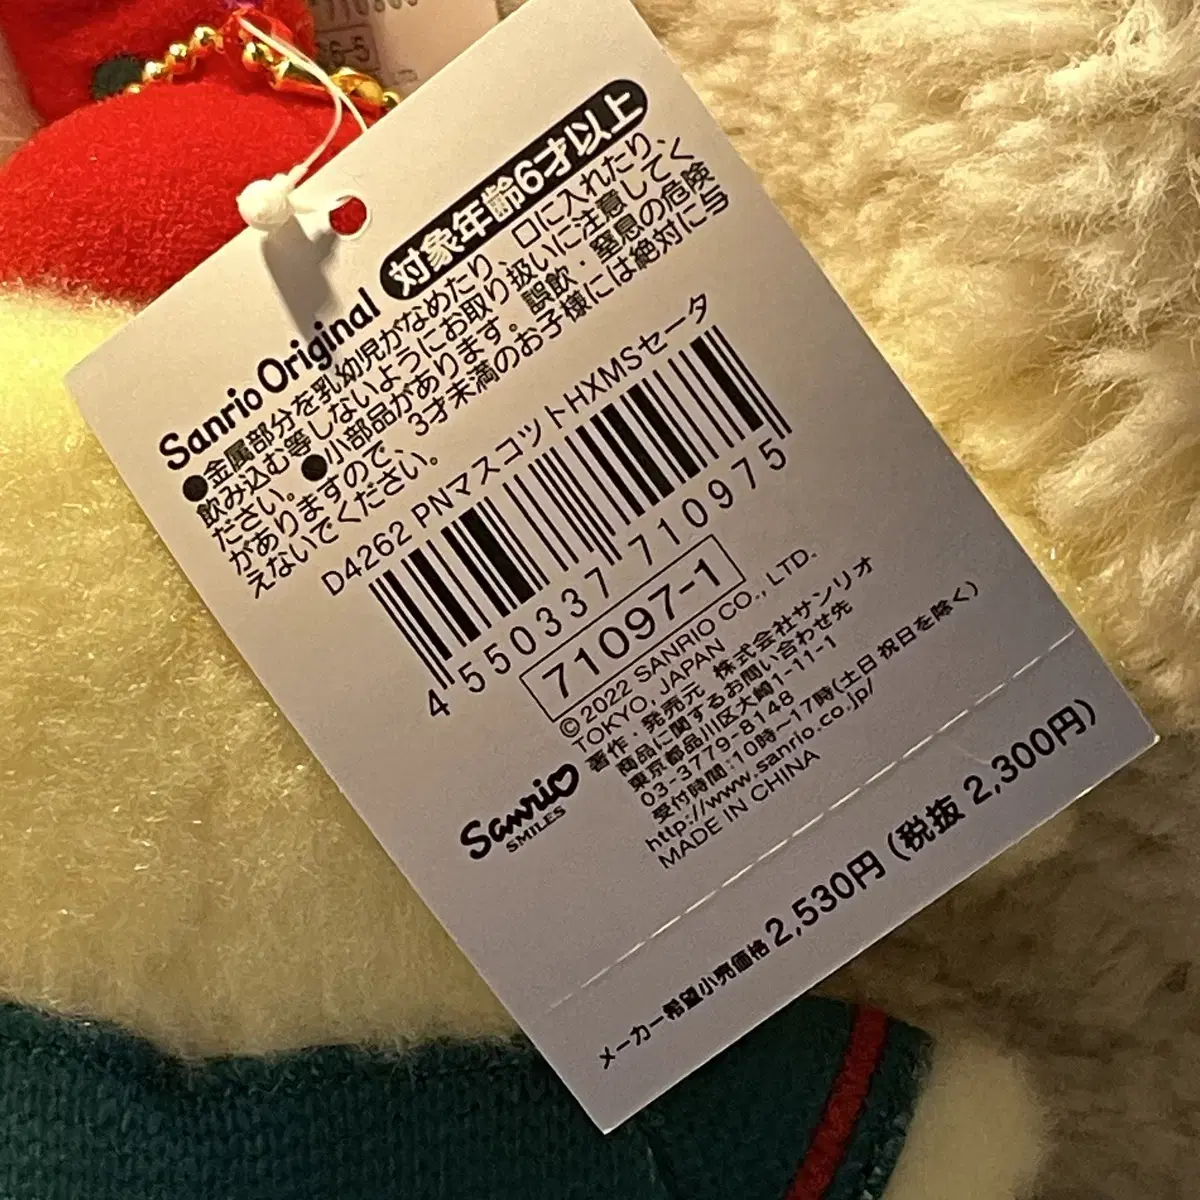 Sanrio Original
対象年齢6才以上
●金属部分を乳幼児がなめたり、口に入れたり、
飲み込む等しないようにお取り扱いに注意して、く
ださい。●小部品があります。誤飲・窒息の危険
がありますので、3才未満のお子様には絶対に与
えないでください。
D4262 PNマスコットHXMSセータ
4 550337 710975
71097-1
©2022 SANRIO CO., LTD.
TOKYO, JAPAN
著作・発売元 株式会社サンリオ
商品に関するお問い合わせ先
東京都品川区大崎1-11-1
03-3779-8148
受付時間:10時〜17時(土日 祝日を除く)
http://www.sanrio.co.jp/
MADE IN CHINA
Sanrio
SMILES
メーカー希望小売価格 2,530円 (税抜 2,300円)